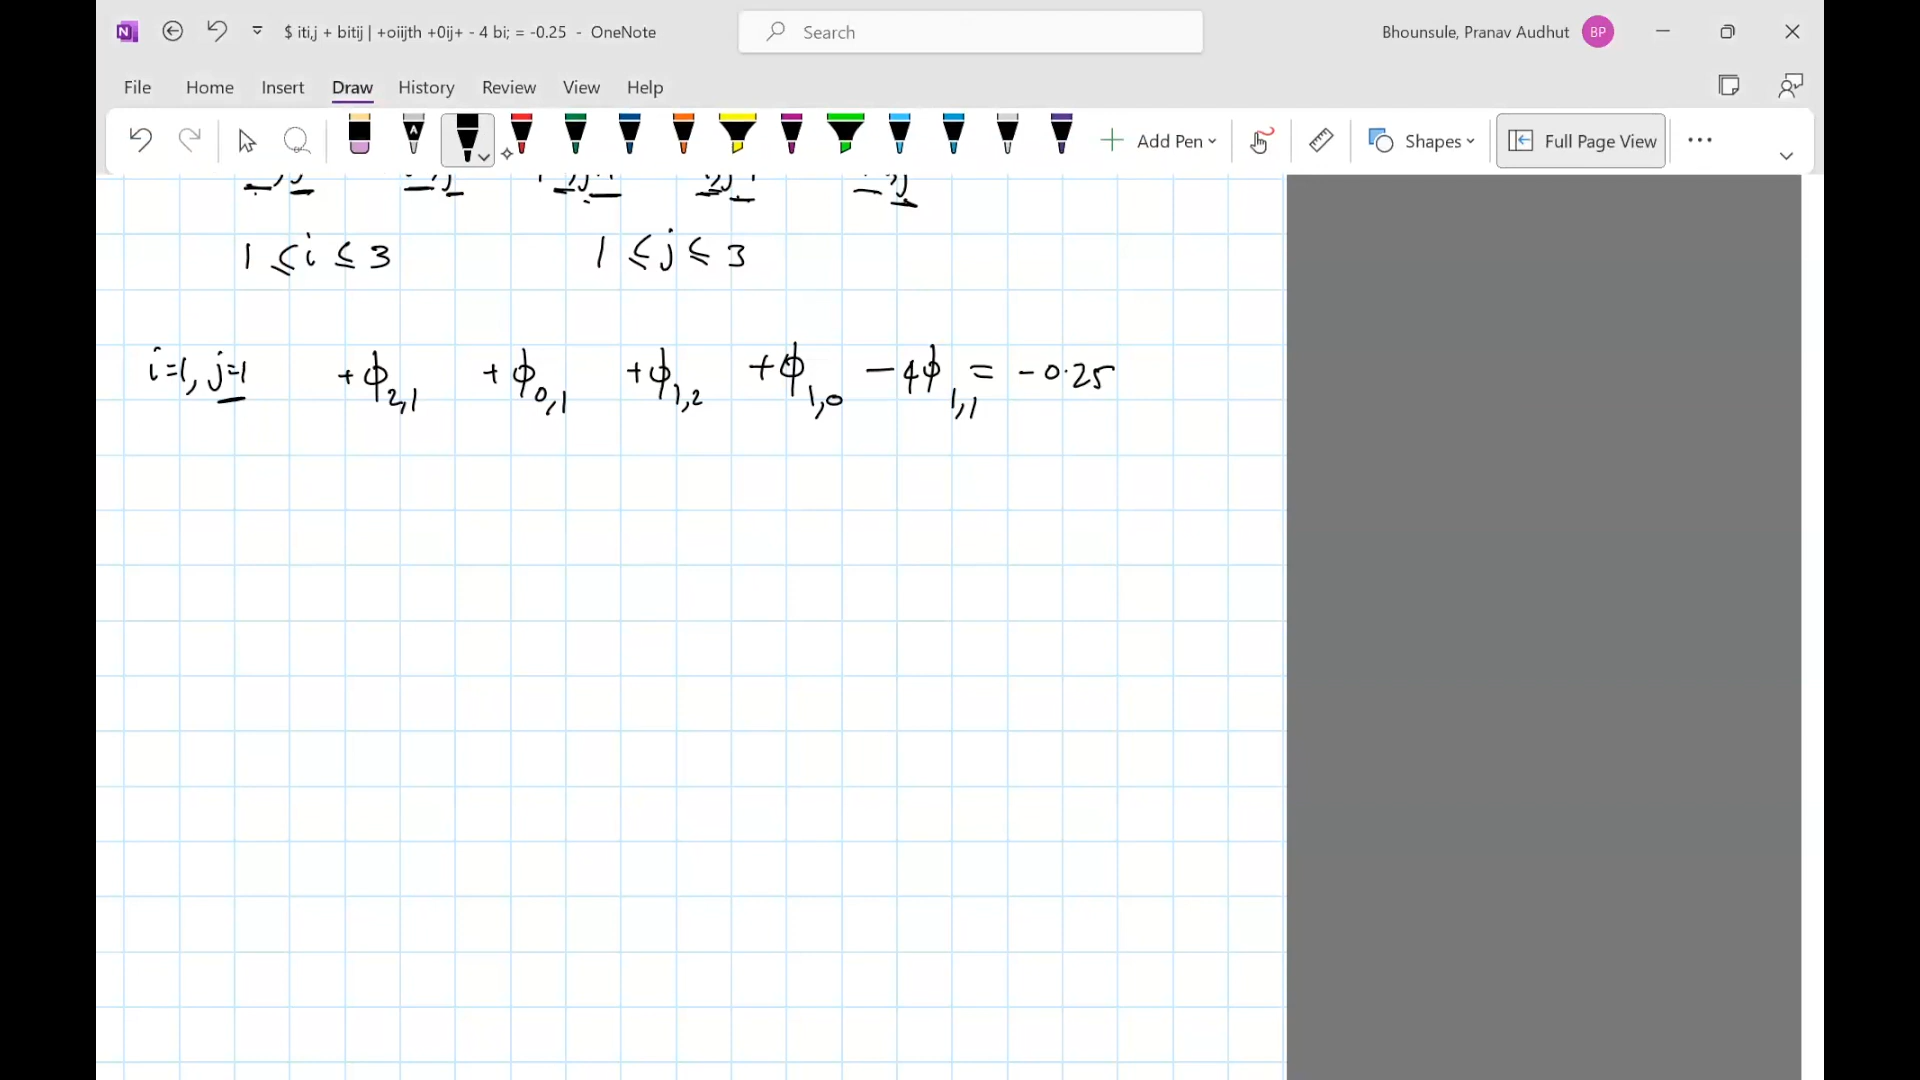 $ iti,j + bitij | +oiijth +0ij+ - 4 bi; = -0.25 - OneNote
Search
Bhounsule, Pranav Audhut BP
File Home Insert Draw History Review View Help
Add Pen Shapes Full Page View
1 ≤ i ≤ 3 1 ≤ j ≤ 3
i=1, j=1 +ϕ2,1 +ϕ0,1 +ϕ1,2 +ϕ1,0 -4ϕ1,1 = -0.25